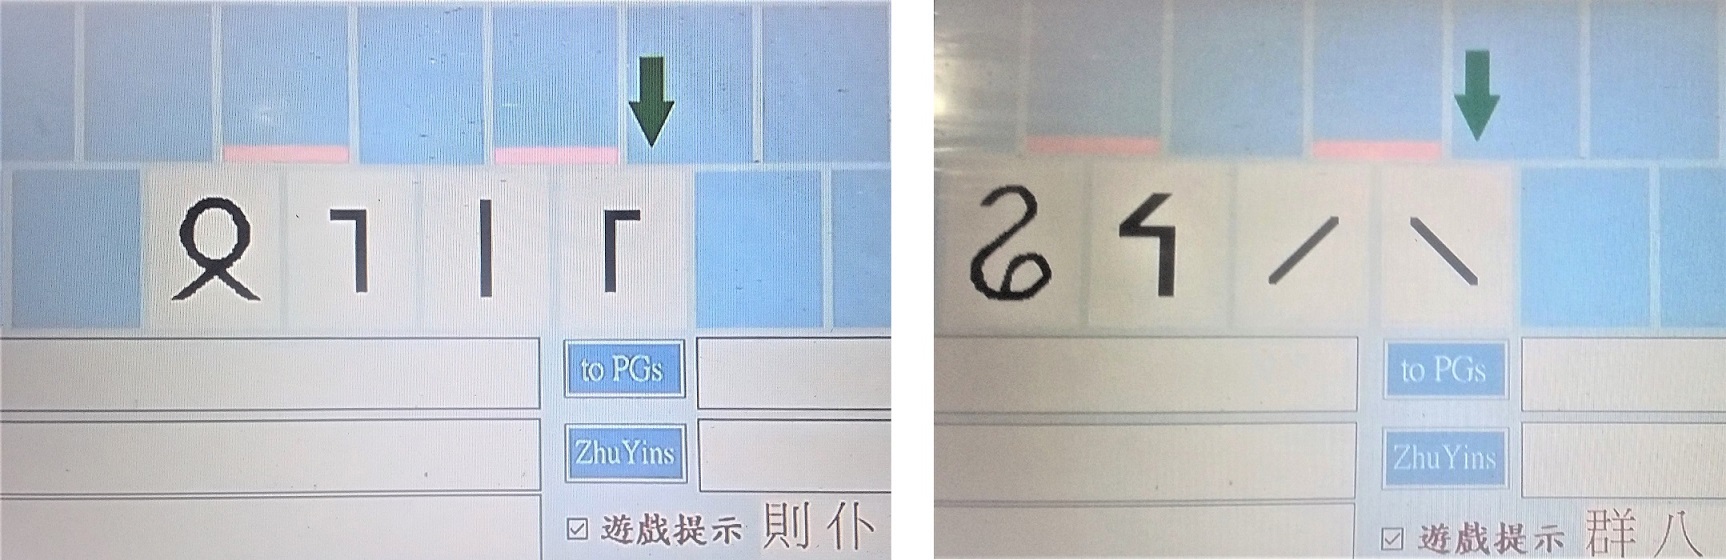 to PGs
ZhuYins
遊戲提示 則 仆
to PGs
ZhuYins
遊戲提示 群 八